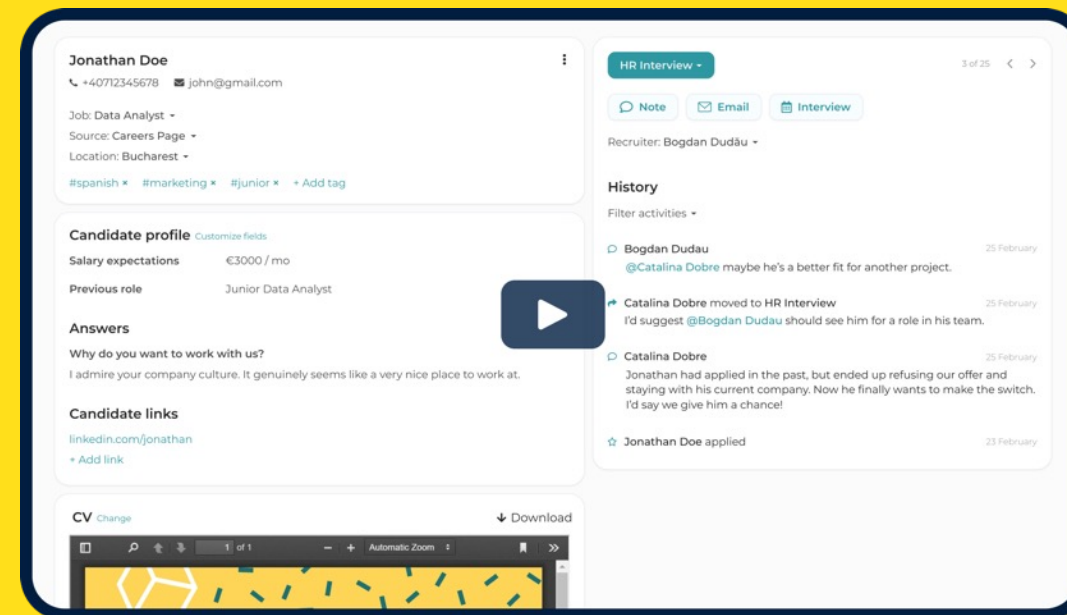 Jonathan Doe
+40712345678 john@gmail.com
Job: Data Analyst
Source: Careers Page
Location: Bucharest
#spanish × #marketing × #junior × + Add tag
Candidate profile Customize fields
Salary expectations €3000 / mo
Previous role Junior Data Analyst
Answers
Why do you want to work with us?
I admire your company culture. It genuinely seems like a very nice place to work at.
Candidate links
linkedin.com/jonathan
+ Add link
CV Change Download
1 of 1 − + Automatic Zoom
HR Interview 3 of 25
Note Email Interview
Recruiter: Bogdan Dudău
History
Filter activities
Bogdan Dudau 25 February
@Catalina Dobre maybe he's a better fit for another project.
Catalina Dobre moved to HR Interview 25 February
I'd suggest @Bogdan Dudau should see him for a role in his team.
Catalina Dobre 25 February
Jonathan had applied in the past, but ended up refusing our offer and
staying with his current company. Now he finally wants to make the switch.
I'd say we give him a chance!
Jonathan Doe applied 23 February